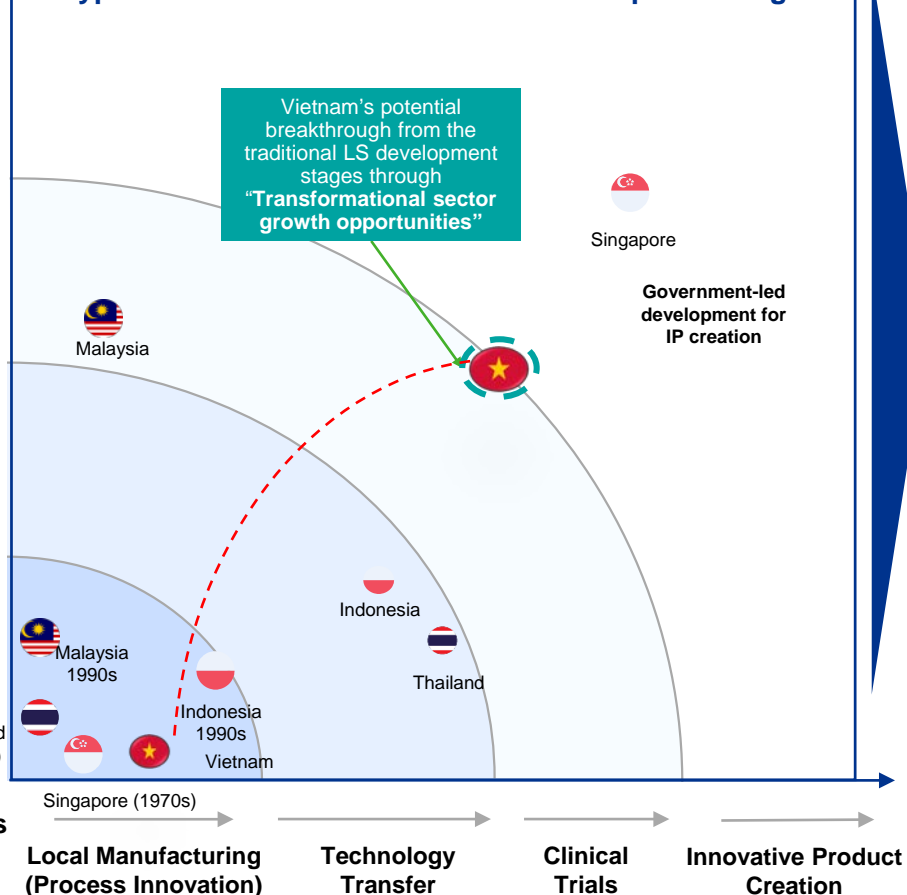 Vietnam’s potential
breakthrough from the
traditional LS development
stages through
“Transformational sector
growth opportunities”
Singapore
Government-led
development for
IP creation
Malaysia
Indonesia
Thailand
Malaysia
1990s
Indonesia
1990s
Vietnam
Singapore (1970s)
Local Manufacturing
(Process Innovation)
Technology
Transfer
Clinical
Trials
Innovative Product
Creation